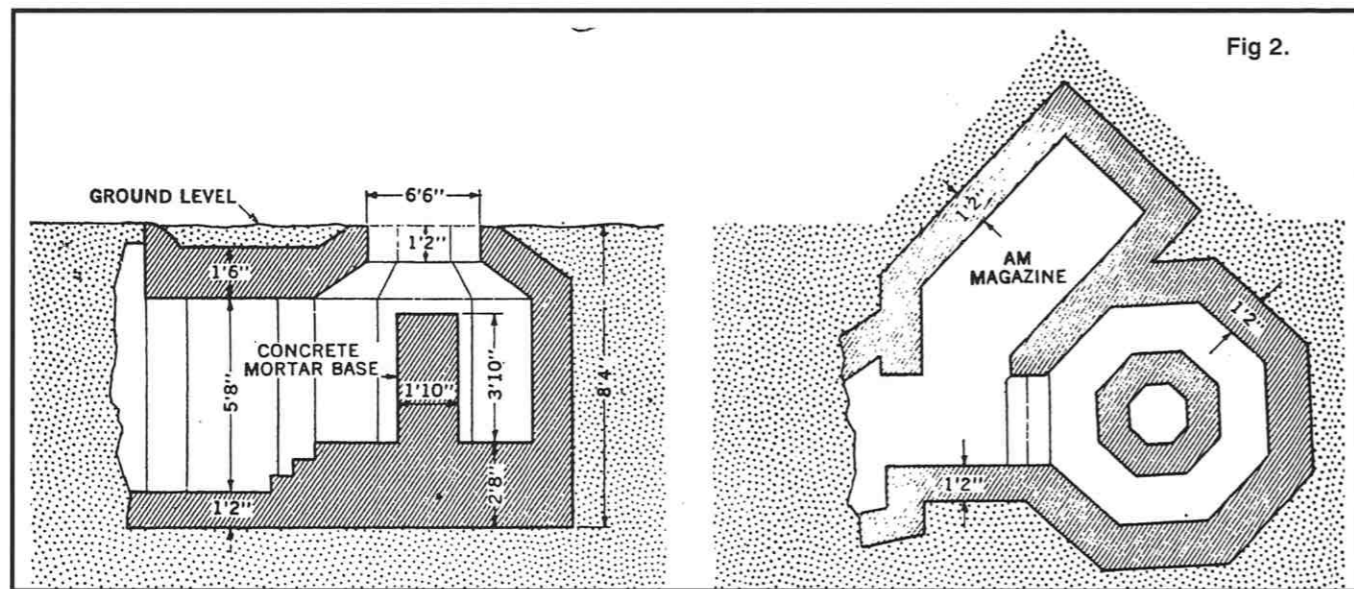 Fig 2.
GROUND LEVEL
6'6"
1'2"
1'6"
CONCRETE
MORTAR BASE
5'8"
1'10"
3'10"
8'4'
2'8"
1'2"
1'2"
AM
MAGAZINE
1'2"
1'2"